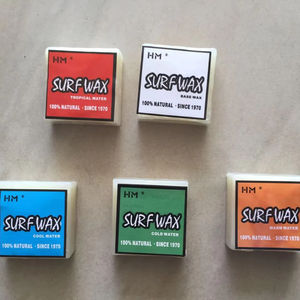 HM
SURF WAX
TROPICAL WATER
100% NATURAL · SINCE 1970
HM
SURF WAX
BASE WAX
100% NATURAL · SINCE 1970
HM
SURF WAX
COOL WATER
100% NATURAL · SINCE 1970
HM
SURF WAX
COLD WATER
100% NATURAL · SINCE 1970
HM
SURF WAX
WARM WATER
100% NATURAL · SINCE 1970